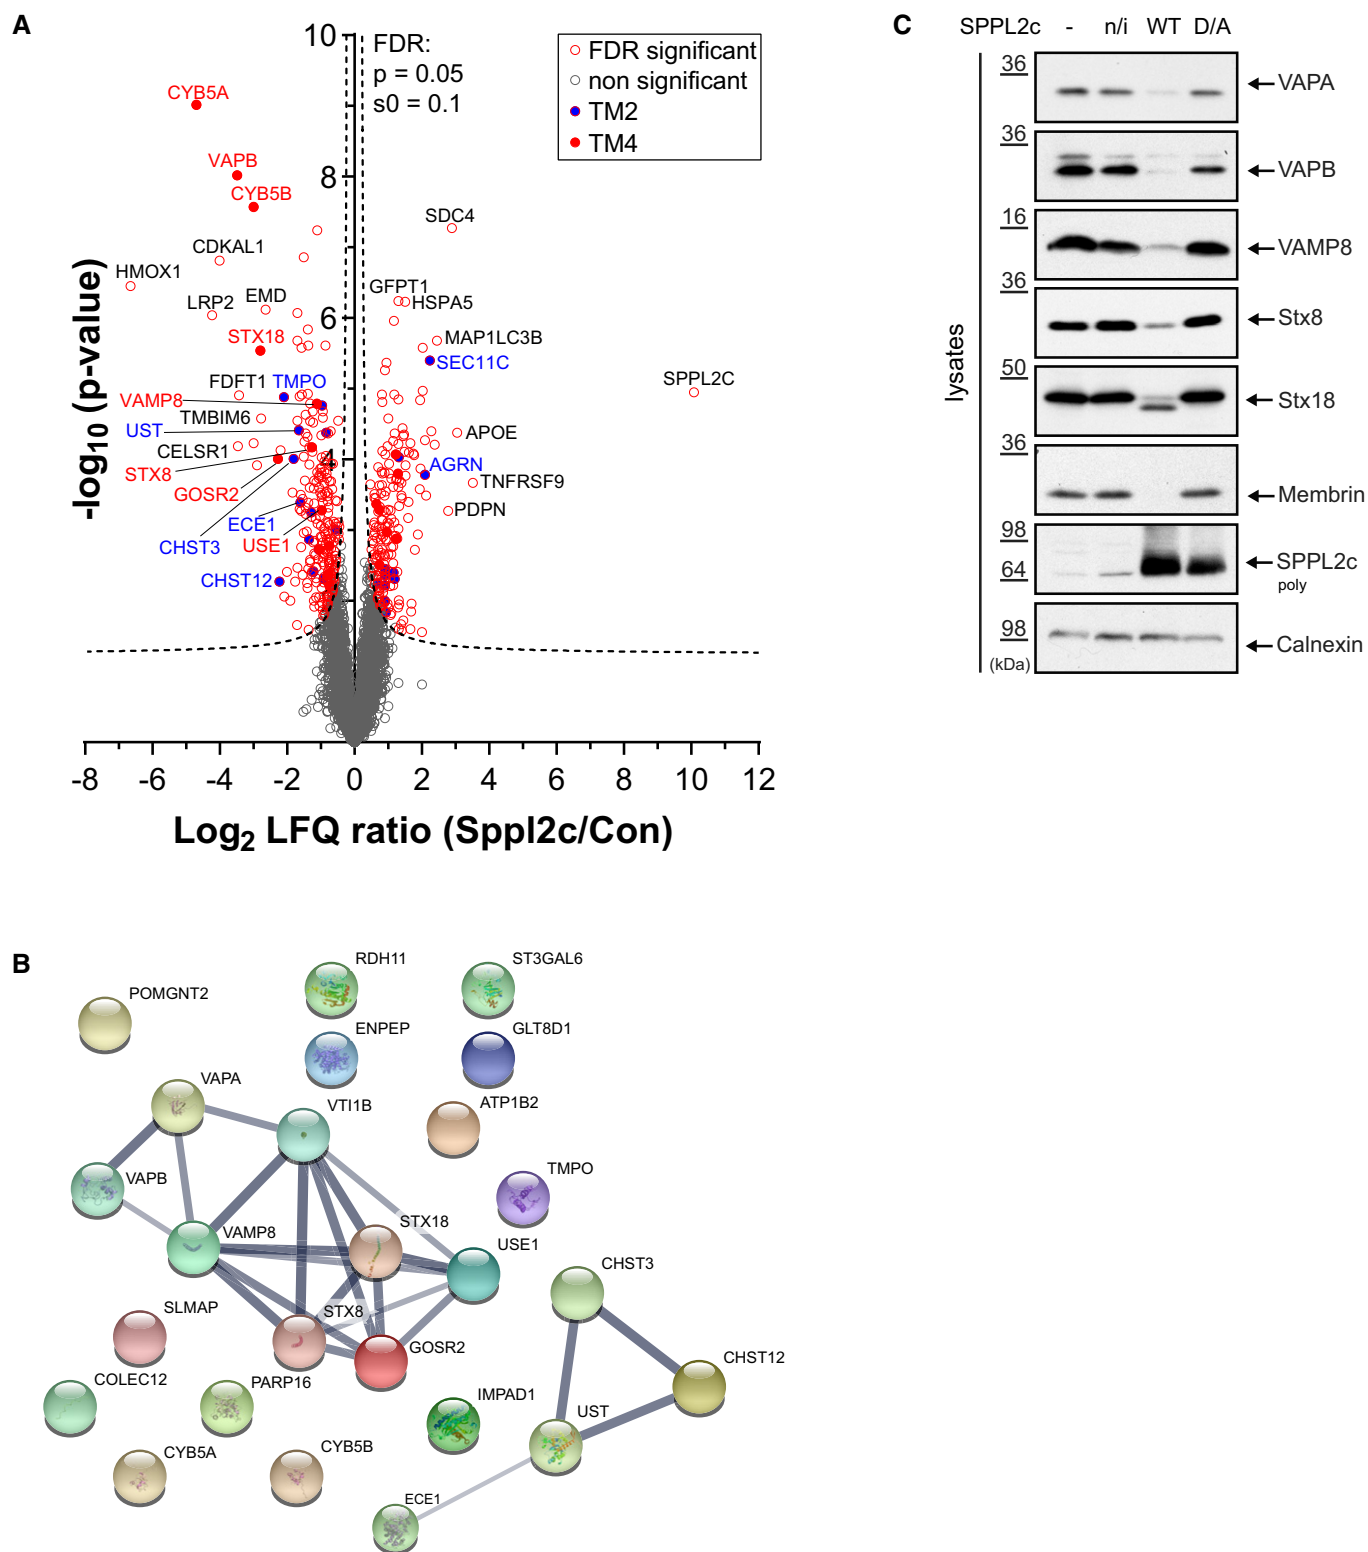 A
10
FDR:
p = 0.05
s0 = 0.1
FDR significant
non significant
TM2
TM4
CYB5A
VAPB
8
CYB5B
SDC4
CDKAL1
HMOX1
GFPT1
LRP2
EMD
HSPA5
6
STX18
MAP1LC3B
SEC11C
FDFT1
TMPO
SPPL2C
VAMP8
TMBIM6
UST
APOE
CELSR1
4
AGRN
STX8
GOSR2
TNFRSF9
PDPN
ECE1
CHST3
USE1
CHST12
-log10 (p-value)
-8 -6 -4 -2 0 2 4 6 8 10 12
Log2 LFQ ratio (Sppl2c/Con)
B
RDH11
ST3GAL6
POMGNT2
ENPEP
GLT8D1
VAPA
VTI1B
ATP1B2
VAPB
TMPO
VAMP8
STX18
USE1
CHST3
SLMAP
STX8
GOSR2
CHST12
COLEC12
PARP16
IMPAD1
UST
CYB5A
CYB5B
ECE1
C
SPPL2c - n/i WT D/A
36
VAPA
36
VAPB
16
VAMP8
36
Stx8
50
Stx18
36
Membrin
98
SPPL2c
64
poly
98
Calnexin
(kDa)
lysates